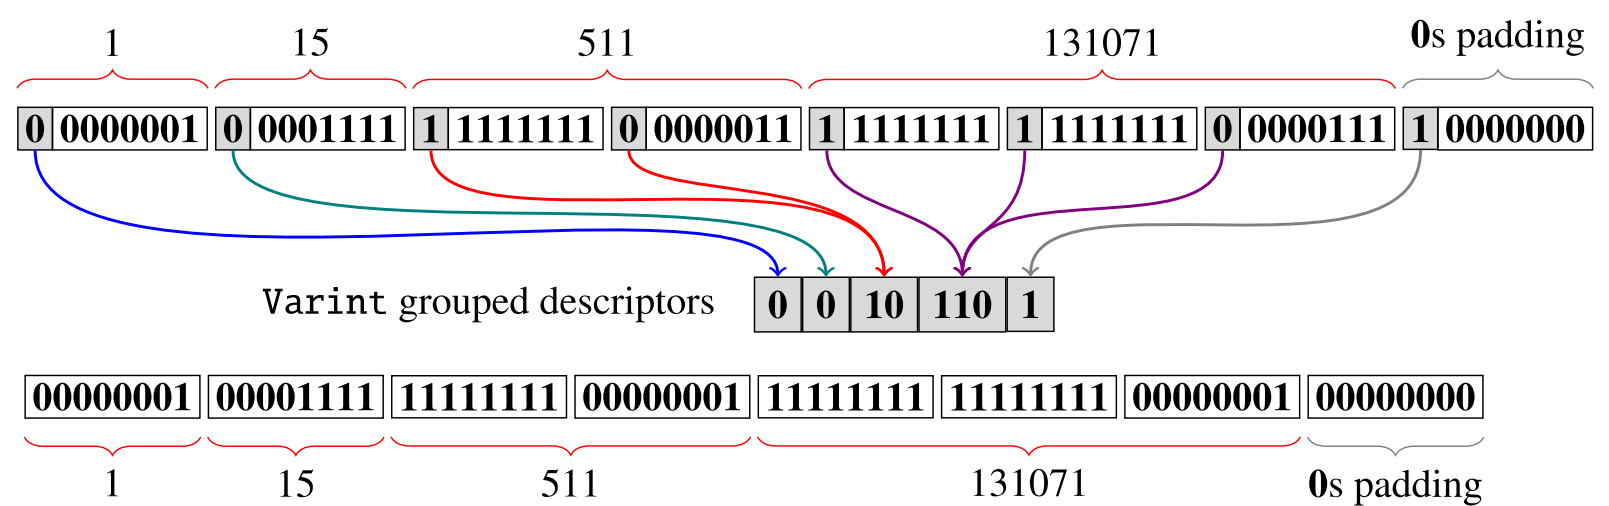 1 15 511 131071 0s padding
0 0000001 0 0001111 1 1111111 0 0000011 1 1111111 1 1111111 0 0000111 1 0000000
Varint grouped descriptors 0 0 10 110 1
00000001 00001111 11111111 00000001 11111111 11111111 00000001 00000000
1 15 511 131071 0s padding